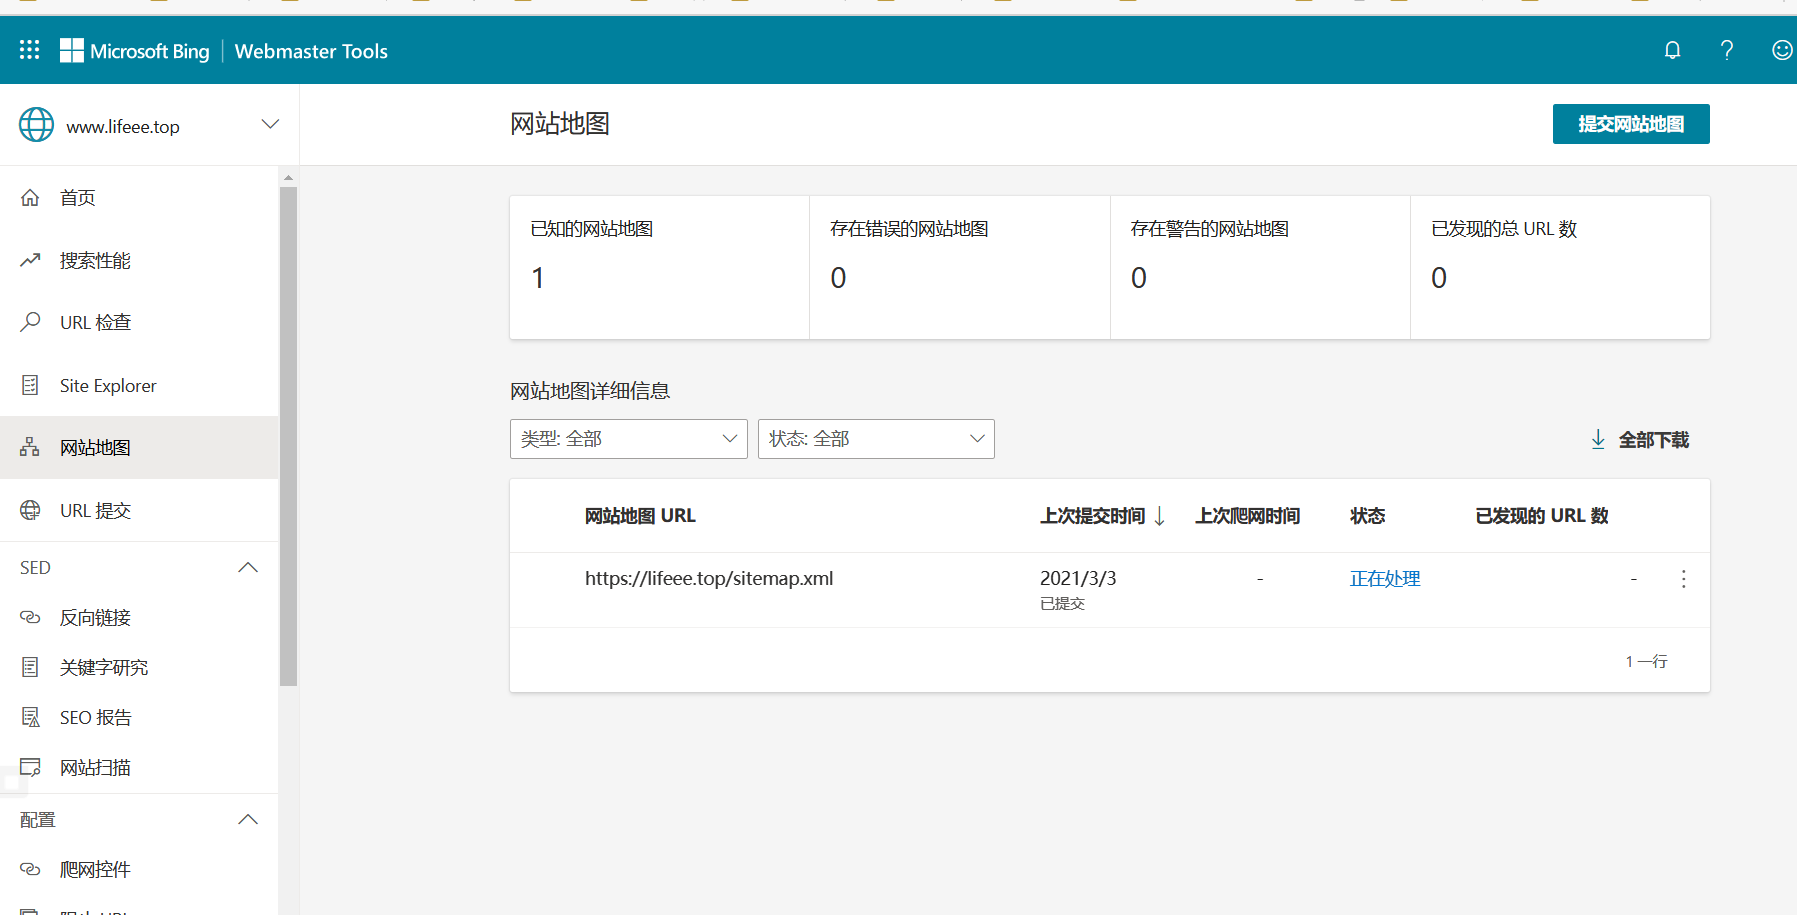 Microsoft Bing | Webmaster Tools
www.lifeee.top
网站地图
提交网站地图
首页
搜索性能
URL 检查
Site Explorer
网站地图
URL 提交
SED
反向链接
关键字研究
SEO 报告
网站扫描
配置
爬网控件
已知的网站地图
1
存在错误的网站地图
0
存在警告的网站地图
0
已发现的总 URL 数
0
网站地图详细信息
类型: 全部
状态: 全部
全部下载
网站地图 URL
上次提交时间
上次爬网时间
状态
已发现的 URL 数
https://lifeee.top/sitemap.xml
2021/3/3
已提交
-
正在处理
-
1 一行